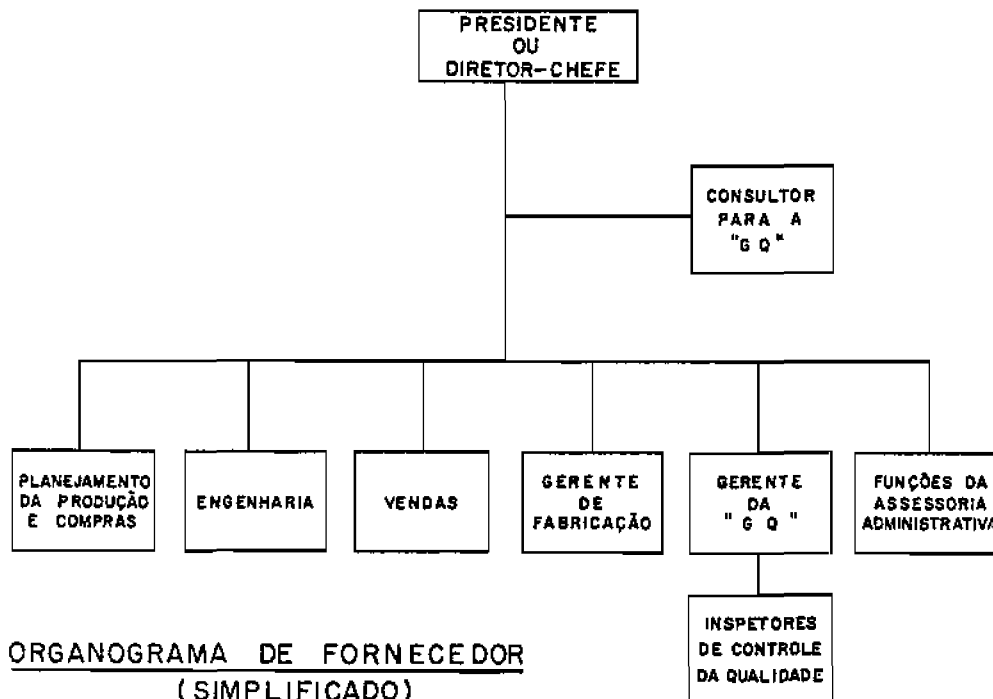 PRESIDENTE
OU
DIRETOR-CHEFE
CONSULTOR
PARA A
"G Q"
PLANEJAMENTO
DA PRODUÇÃO
E COMPRAS
ENGENHARIA
VENDAS
GERENTE
DE
FABRICAÇÃO
GERENTE
DA
"G Q"
FUNÇÕES DA
ASSESSORIA
ADMINISTRATIVA
INSPETORES
DE CONTROLE
DA QUALIDADE
ORGANOGRAMA DE FORNECEDOR
(SIMPLIFICADO)